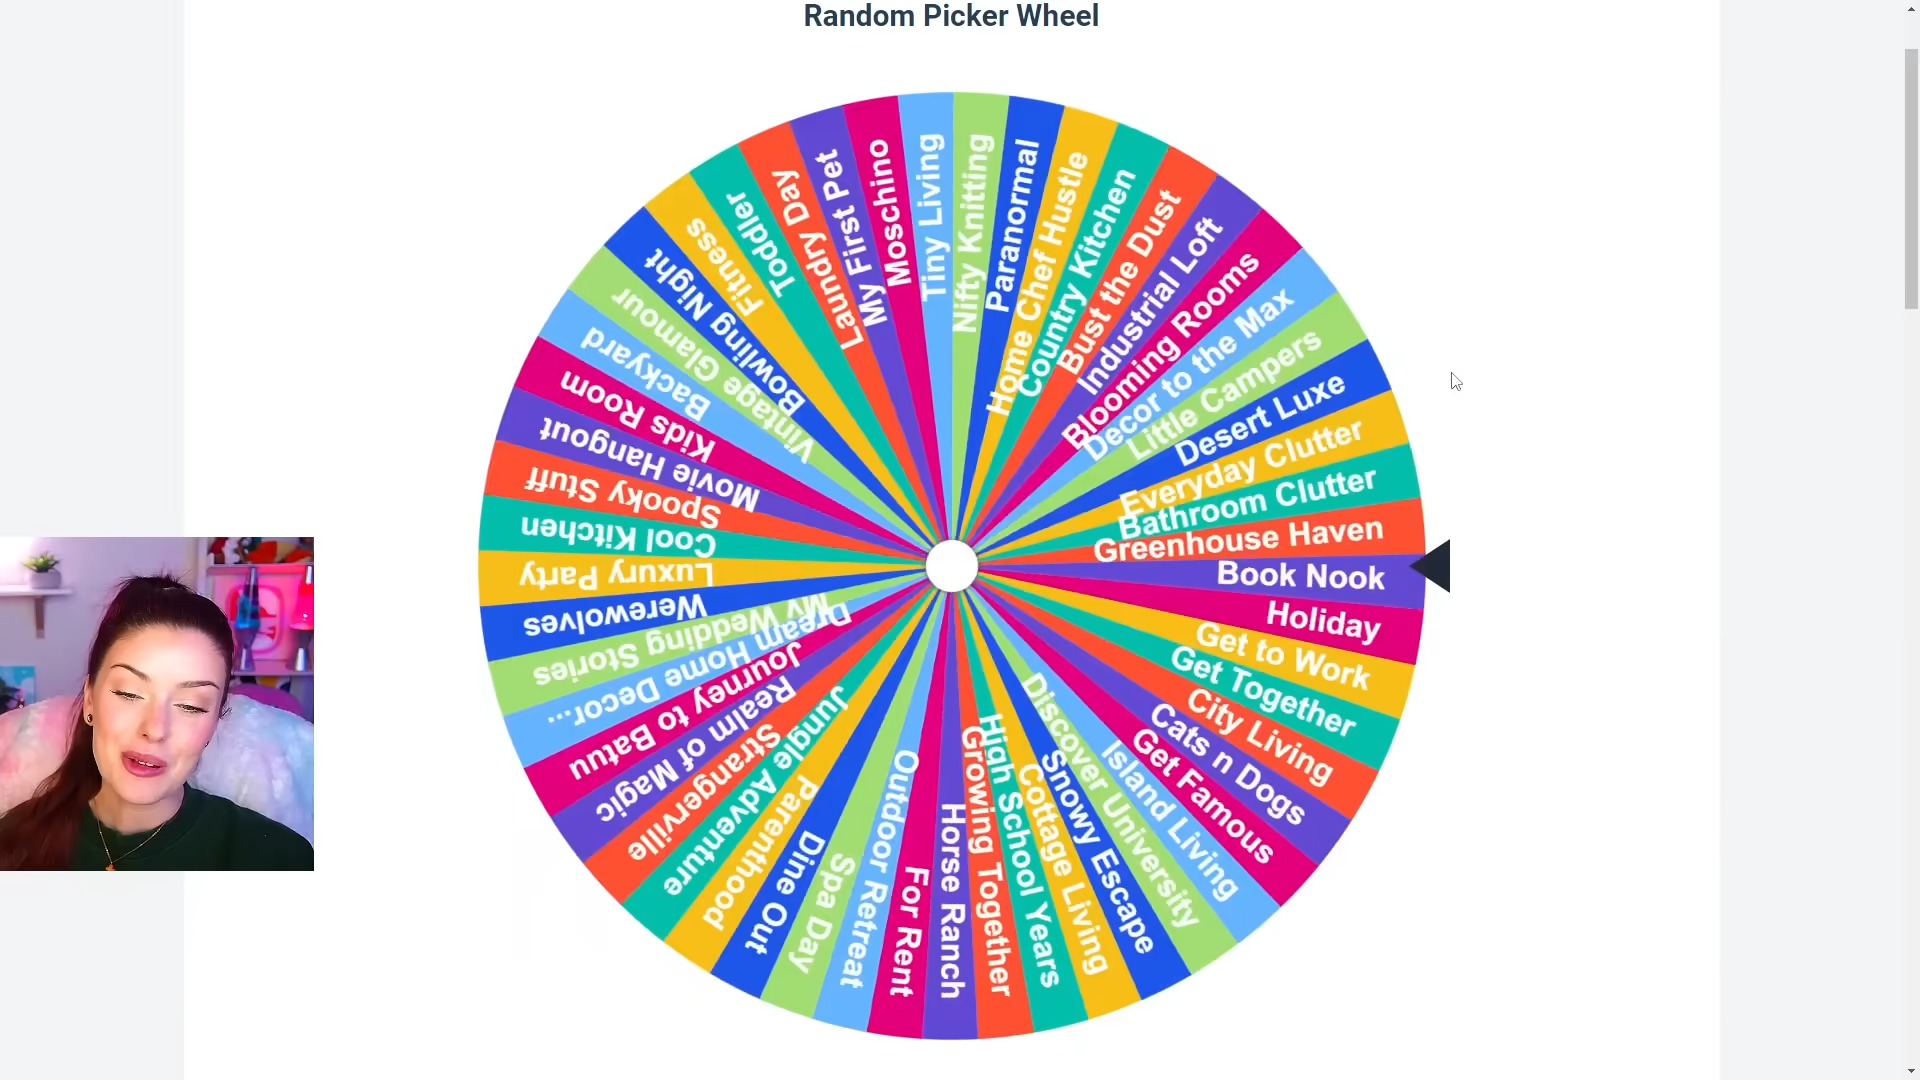 Random Picker Wheel
Tiny Living
Nifty Knitting
Paranormal
Home Chef Hustle
Country Kitchen
Bust the Dust
Industrial Loft
Blooming Rooms
Decor to the Max
Little Campers
Desert Luxe
Everyday Clutter
Bathroom Clutter
Greenhouse Haven
Book Nook
Holiday
Get to Work
Get Together
City Living
Cats n Dogs
Get Famous
Island Living
Discover University
Snowy Escape
Cottage Living
High School Years
Growing Together
Horse Ranch
For Rent
Outdoor Retreat
Spa Day
Dine Out
Parenthood
Jungle Adventure
Strangerville
Realm of Magic
Journey to Batuu
Dream Home Decor...
My Wedding Stories
Werewolves
Luxury Party
Cool Kitchen
Spooky Stuff
Movie Hangout
Kids Room
Backyard
Vintage Glamour
Bowling Night
Fitness
Toddler
Laundry Day
My First Pet
Moschino